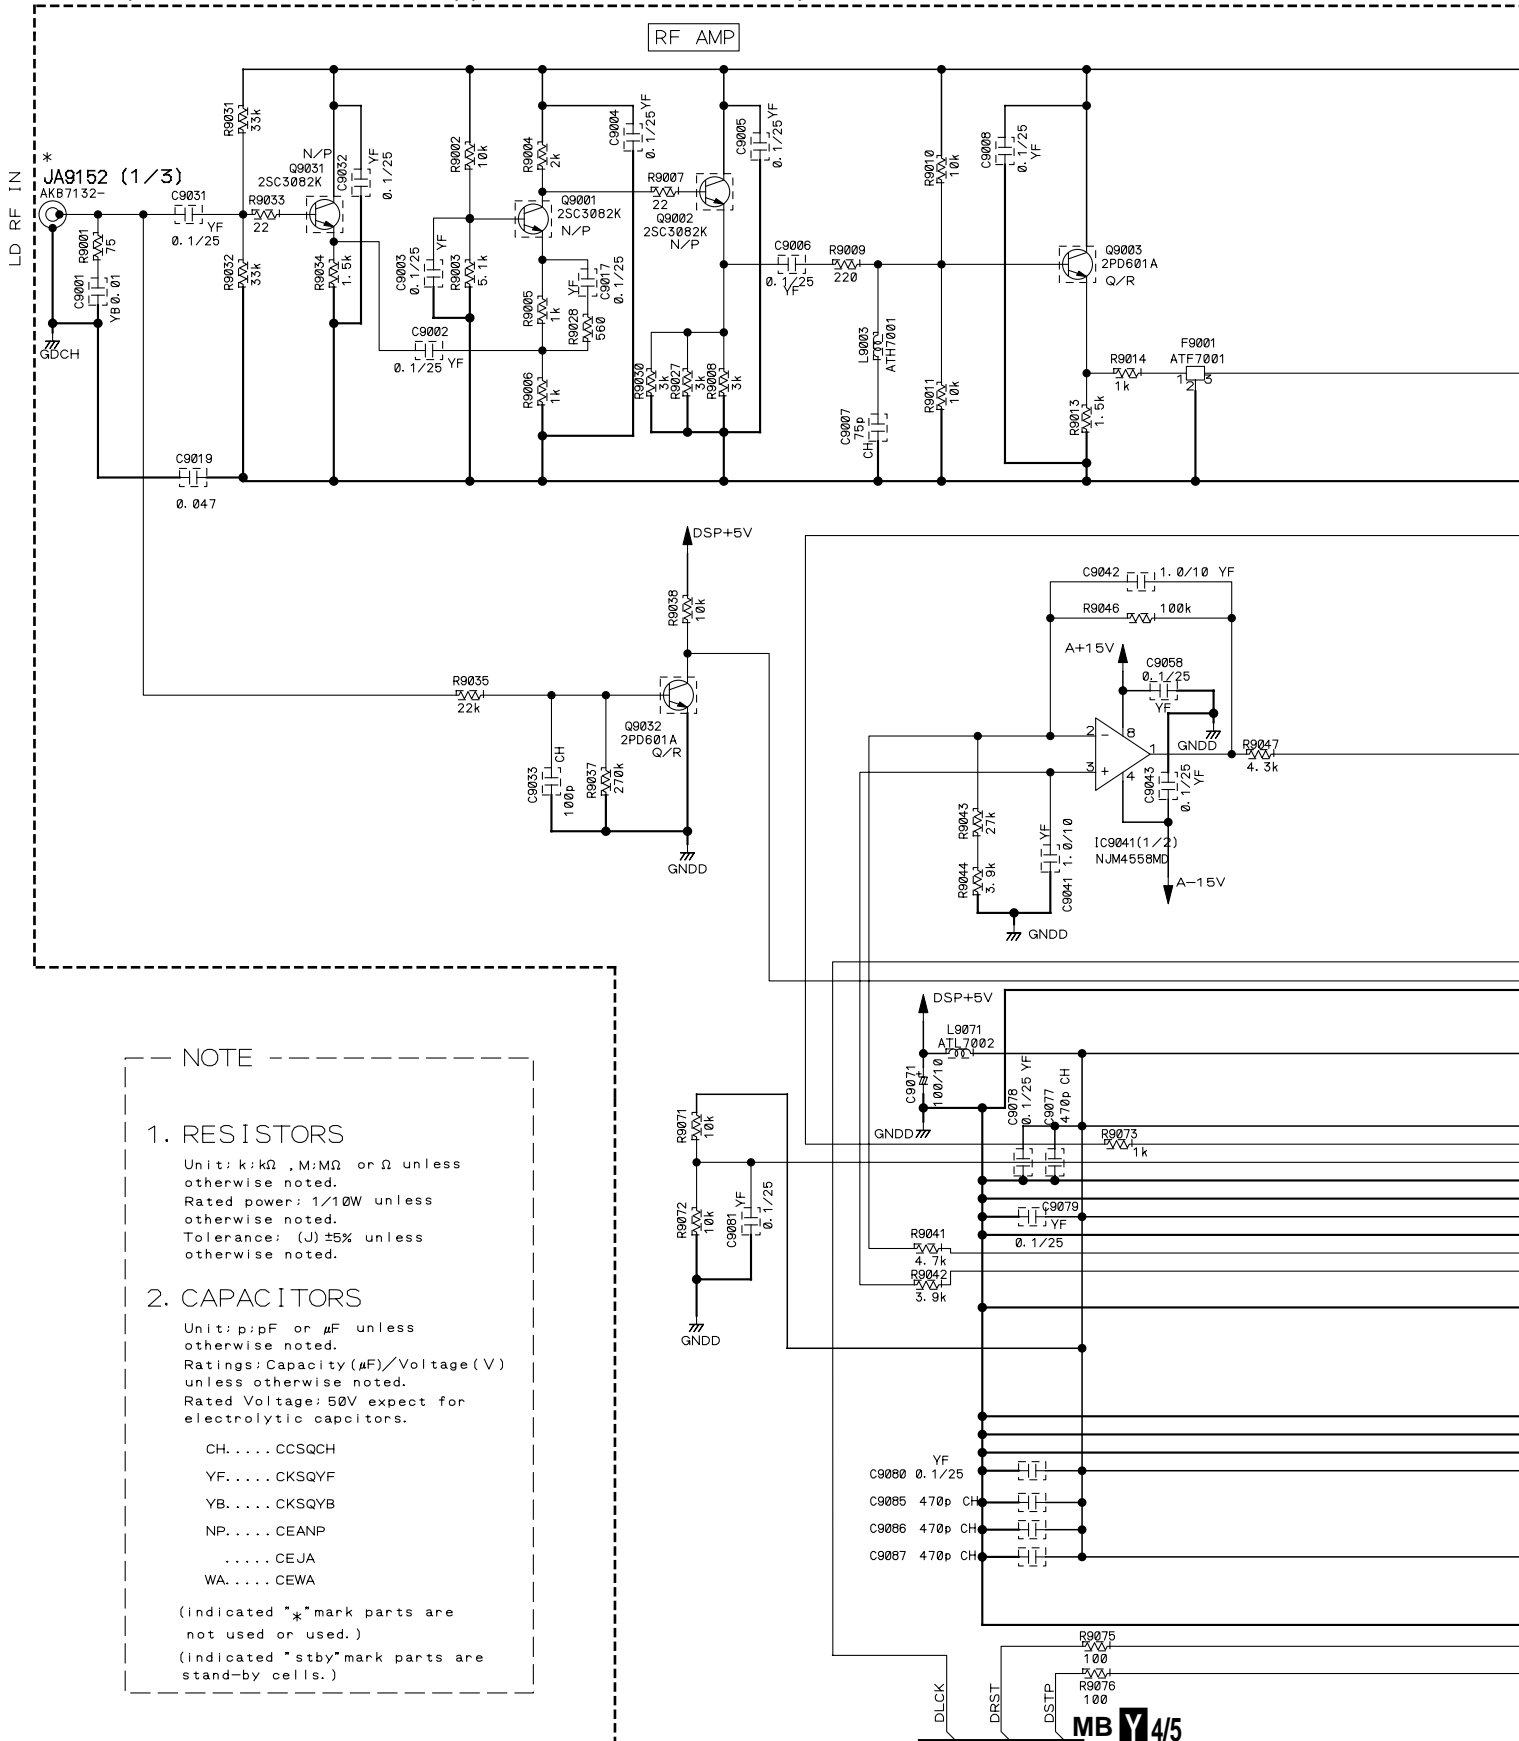 RF AMP
LD RF IN
*
JA9152 (1/3)
AKB7132-
R9001
75
C9001
YB0.01
GDCH
C9031
YF
0.1/25
R9031
33k
R9032
33k
R9033
22
N/P
Q9031
2SC3082K
C9032
YF
0.1/25
R9034
1.5k
C9019
0.047
R9002
10k
C9003
YF
0.1/25
R9003
5.1k
C9002
0.1/25 YF
R9004
2k
Q9001
2SC3082K
N/P
R9005
1k
YF
C9017
0.1/25
R9028
560
R9006
1k
C9004
0.1/25
YF
R9007
22
Q9002
2SC3082K
N/P
C9005
0.1/25
YF
R9030
3k
R9027
3k
R9008
3k
C9006
0.1/25
YF
R9009
220
L9003
ATH7001
C9007
75p
CH
R9010
10k
R9011
10k
C9008
0.1/25
YF
Q9003
2PD601A
Q/R
R9014
1k
R9013
1.5k
F9001
ATF7001
1 2 3
DSP+5V
R9038
10k
R9035
22k
Q9032
2PD601A
Q/R
C9033
100p
CH
R9037
270k
GNDD
C9042 1.0/10 YF
R9046 100k
A+15V
C9058
0.1/25
YF
GNDD
2
-
3
+
8
1
4
R9047
4.3k
C9043
0.1/25
YF
IC9041(1/2)
NJM4558MD
A-15V
R9043
27k
R9044
3.9k
YF
C9041 1.0/10
GNDD
DSP+5V
L9071
ATL7002
C9071
+
100/10
GNDD
C9078
0.1/25 YF
C9077
470p CH
R9073
1k
R9071
10k
R9072
10k
C9081
YF
0.1/25
GNDD
C9079
YF
0.1/25
R9041
4.7k
R9042
3.9k
YF
C9080 0.1/25
C9085 470p CH
C9086 470p CH
C9087 470p CH
R9075
100
R9076
100
DLCK
DRST
DSTP
MB Y 4/5
NOTE
1. RESISTORS
Unit; k;kΩ ,M;MΩ or Ω unless
otherwise noted.
Rated power; 1/10W unless
otherwise noted.
Tolerance; (J) ±5% unless
otherwise noted.
2. CAPACITORS
Unit; p;pF or μF unless
otherwise noted.
Ratings;Capacity(μF)/Voltage(V)
unless otherwise noted.
Rated Voltage; 50V expect for
electrolytic capcitors.
CH.....CCSQCH
YF.....CKSQYF
YB.....CKSQYB
NP.....CEANP
.....CEJA
WA.....CEWA
(indicated "*"mark parts are
not used or used.)
(indicated "stby"mark parts are
stand-by cells.)